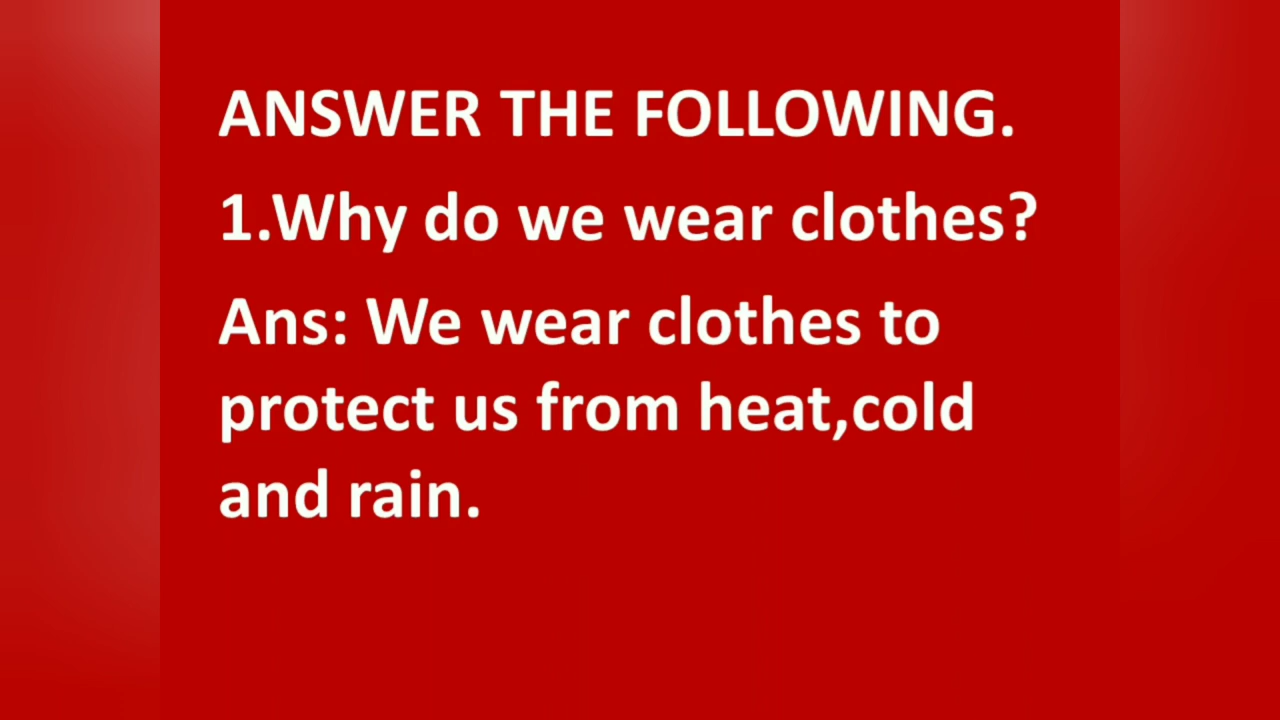 ANSWER THE FOLLOWING.
1.Why do we wear clothes?
Ans: We wear clothes to
protect us from heat,cold
and rain.